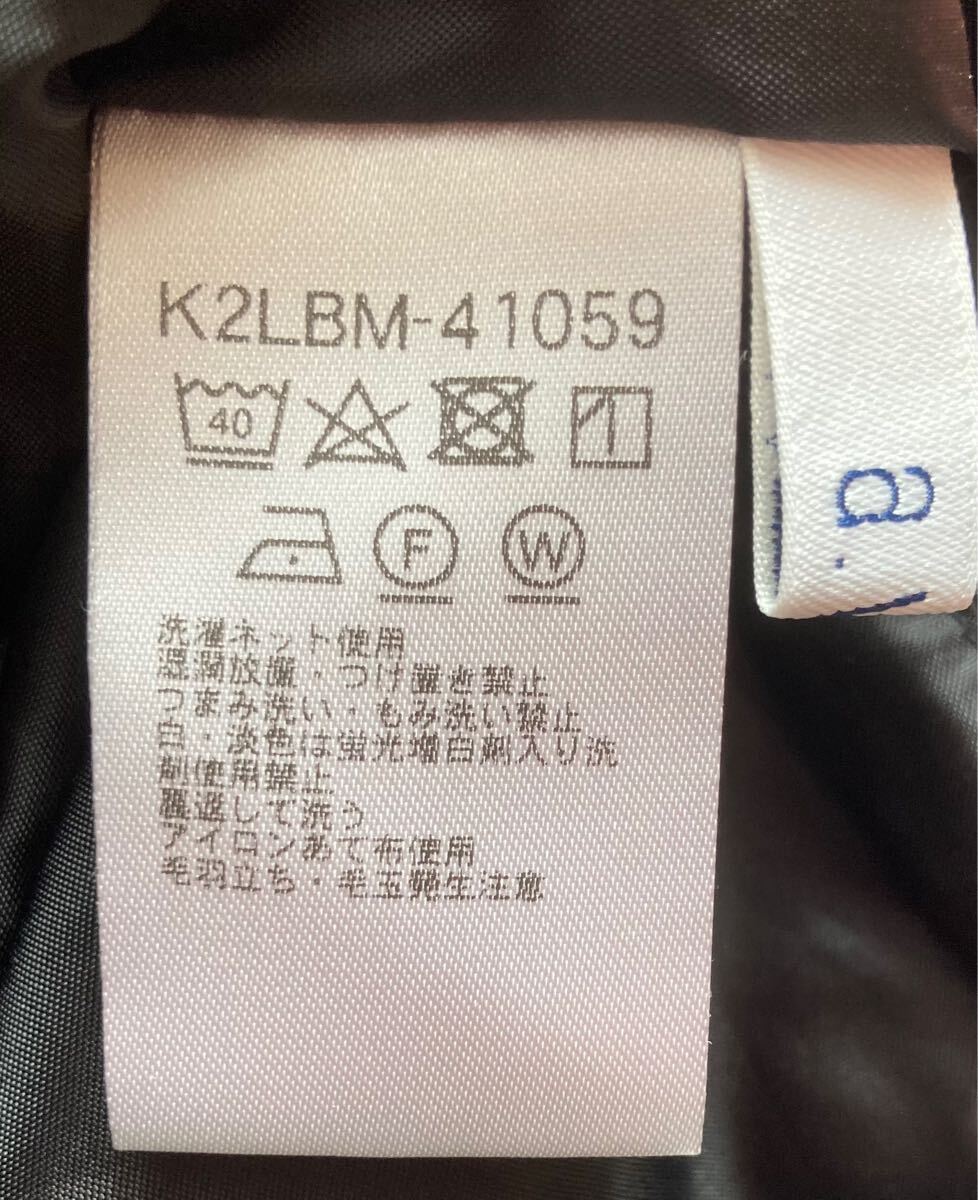 K2LBM-41059
40
F W
洗濯ネット使用
湿潤放置・つけ置き禁止
つまみ洗い・もみ洗い禁止
白・淡色は蛍光増白剤入り洗
剤使用禁止
裏返しで洗う
アイロンあて布使用
毛羽立ち・毛玉発生注意
a.